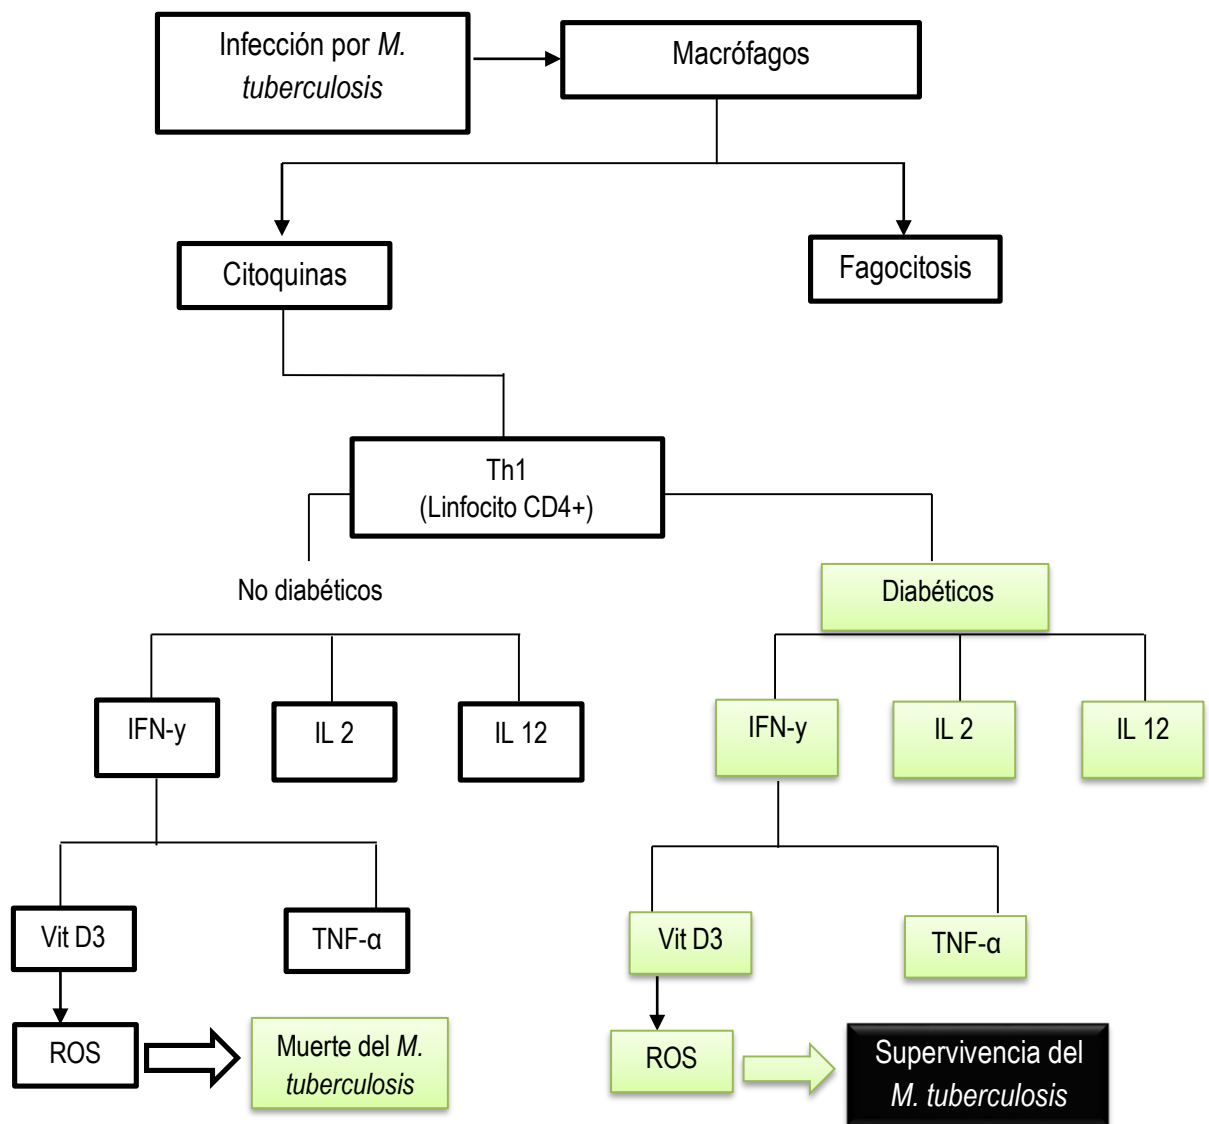 Infección por M.
tuberculosis
Macrófagos
Citoquinas
Fagocitosis
Th1
(Linfocito CD4+)
No diabéticos
Diabéticos
IFN-y
IL 2
IL 12
IFN-y
IL 2
IL 12
Vit D3
TNF-α
Vit D3
TNF-α
ROS
Muerte del M.
tuberculosis
ROS
Supervivencia del
M. tuberculosis